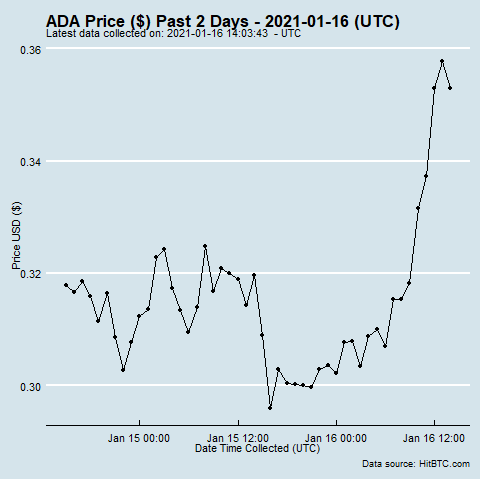 ADA Price ($) Past 2 Days - 2021-01-16 (UTC)
Latest data collected on: 2021-01-16 14:03:43 - UTC
0.36
0.34
0.32
0.30
Price USD ($)
Jan 15 00:00 Jan 15 12:00 Jan 16 00:00 Jan 16 12:00
Date Time Collected (UTC)
Data source: HitBTC.com